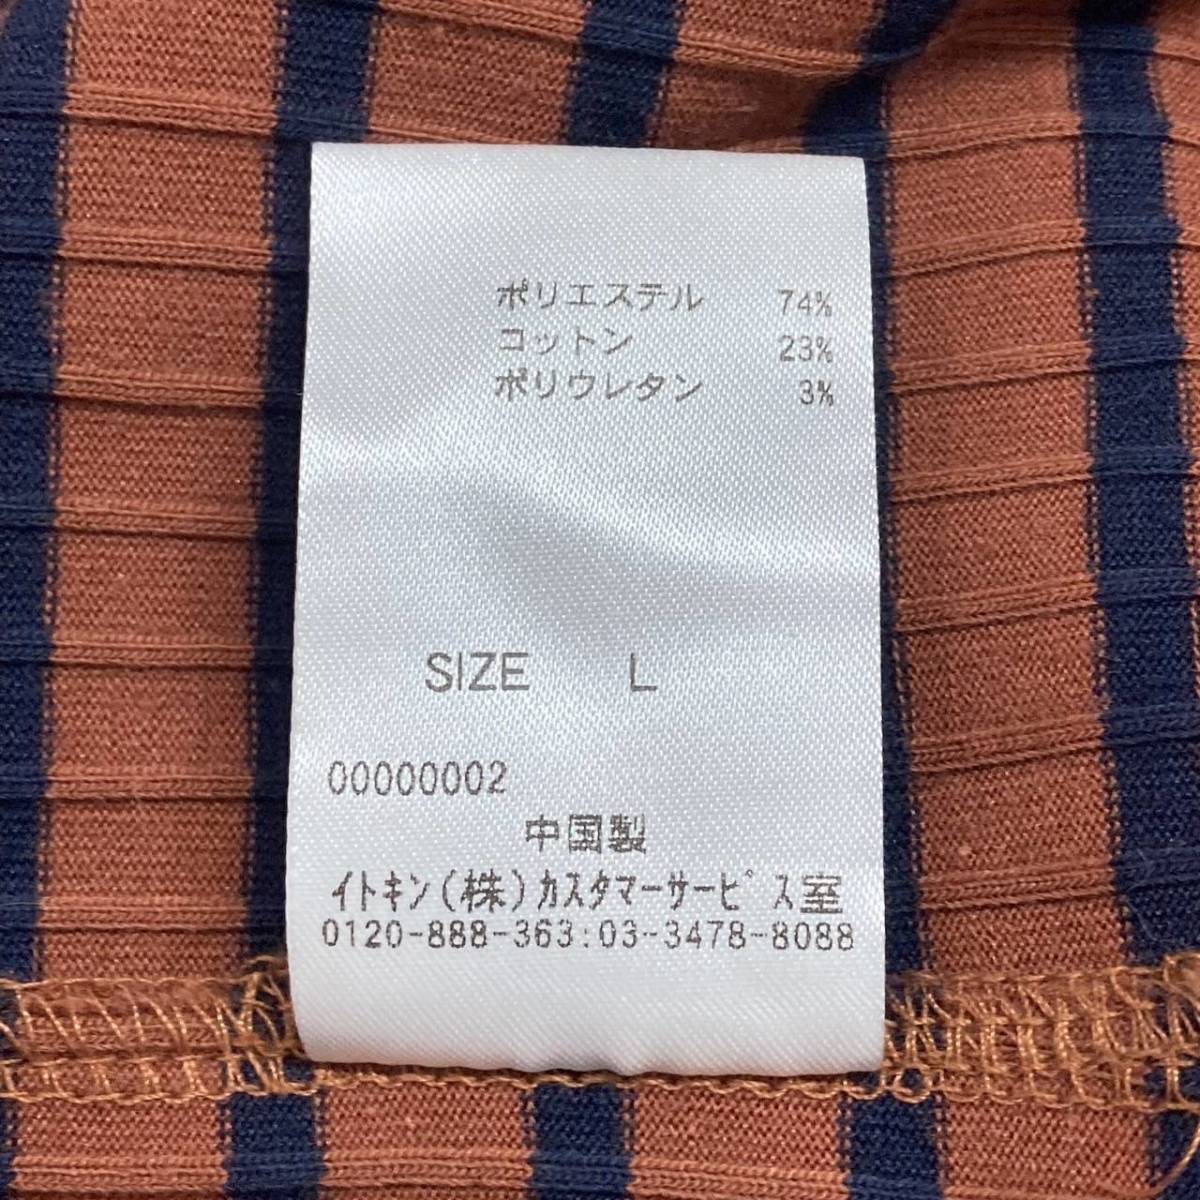 ポリエステル 74%
コットン 23%
ポリウレタン 3%
SIZE L
00000002
中国製
イトキン(株)カスタマーサービス室
0120-888-363:03-3478-8088